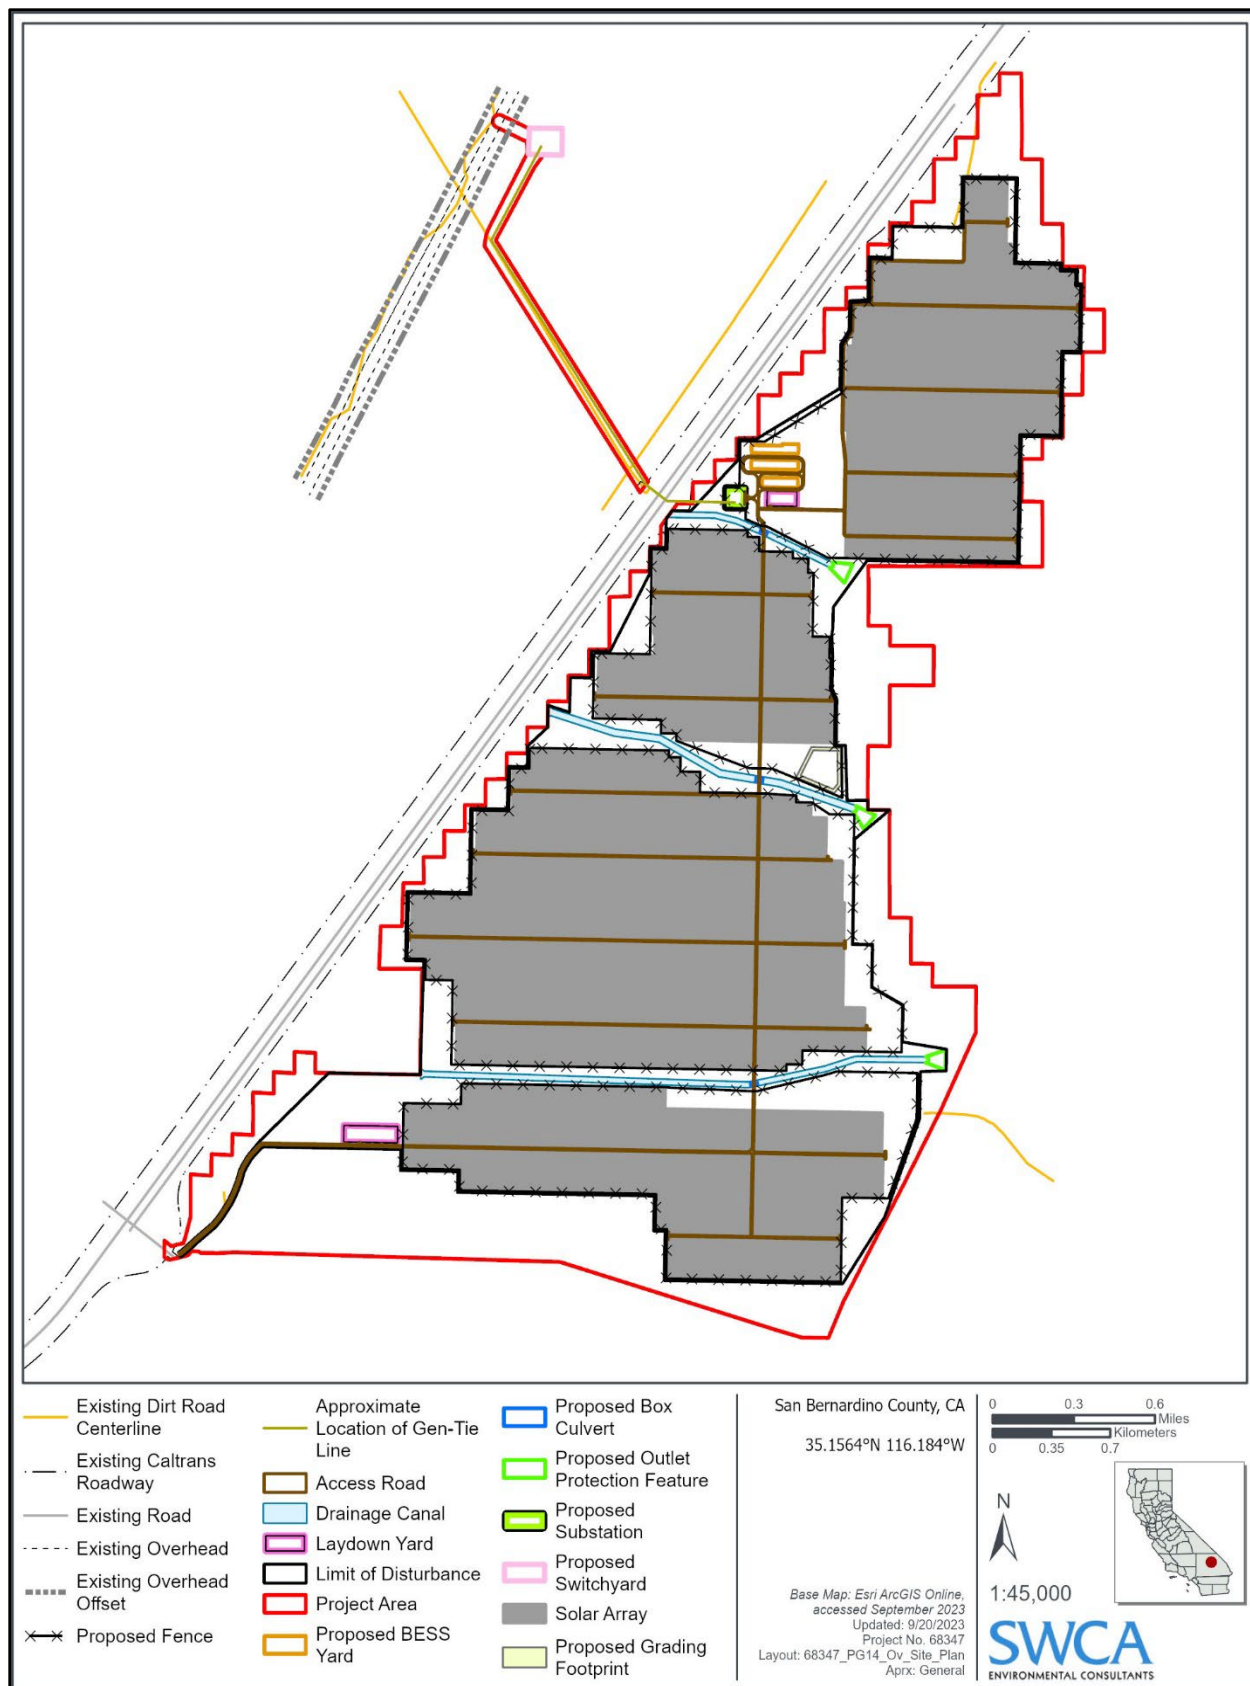 Existing Dirt Road
Centerline
Existing Caltrans
Roadway
Existing Road
Existing Overhead
Existing Overhead
Offset
Proposed Fence
Approximate
Location of Gen-Tie
Line
Access Road
Drainage Canal
Laydown Yard
Limit of Disturbance
Project Area
Proposed BESS
Yard
Proposed Box
Culvert
Proposed Outlet
Protection Feature
Proposed
Substation
Proposed
Switchyard
Solar Array
Proposed Grading
Footprint
San Bernardino County, CA
35.1564°N 116.184°W
Base Map: Esri ArcGIS Online,
accessed September 2023
Updated: 9/20/2023
Project No. 68347
Layout: 68347_PG14_Ov_Site_Plan
Aprx: General
0 0.3 0.6
Miles
Kilometers
0 0.35 0.7
N
1:45,000
SWCA
ENVIRONMENTAL CONSULTANTS